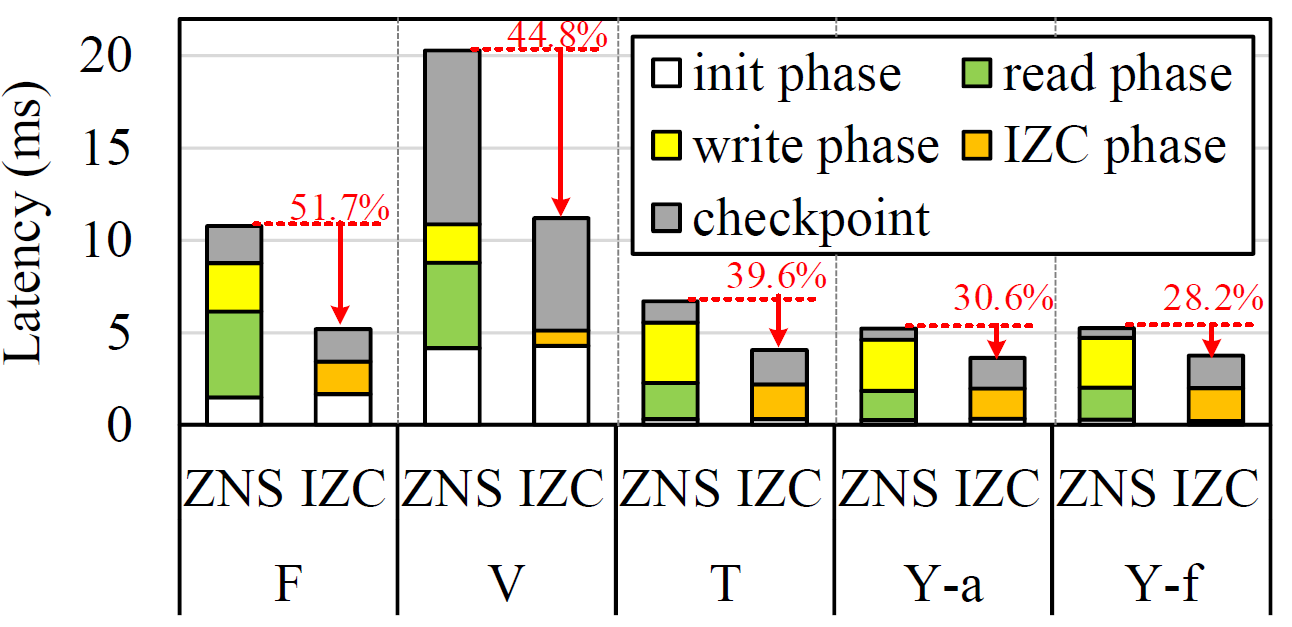 Latency (ms)
20
15
10
5
0
51.7%
44.8%
39.6%
30.6%
28.2%
init phase
read phase
write phase
IZC phase
checkpoint
ZNS IZC ZNS IZC ZNS IZC ZNS IZC ZNS IZC
F V T Y-a Y-f